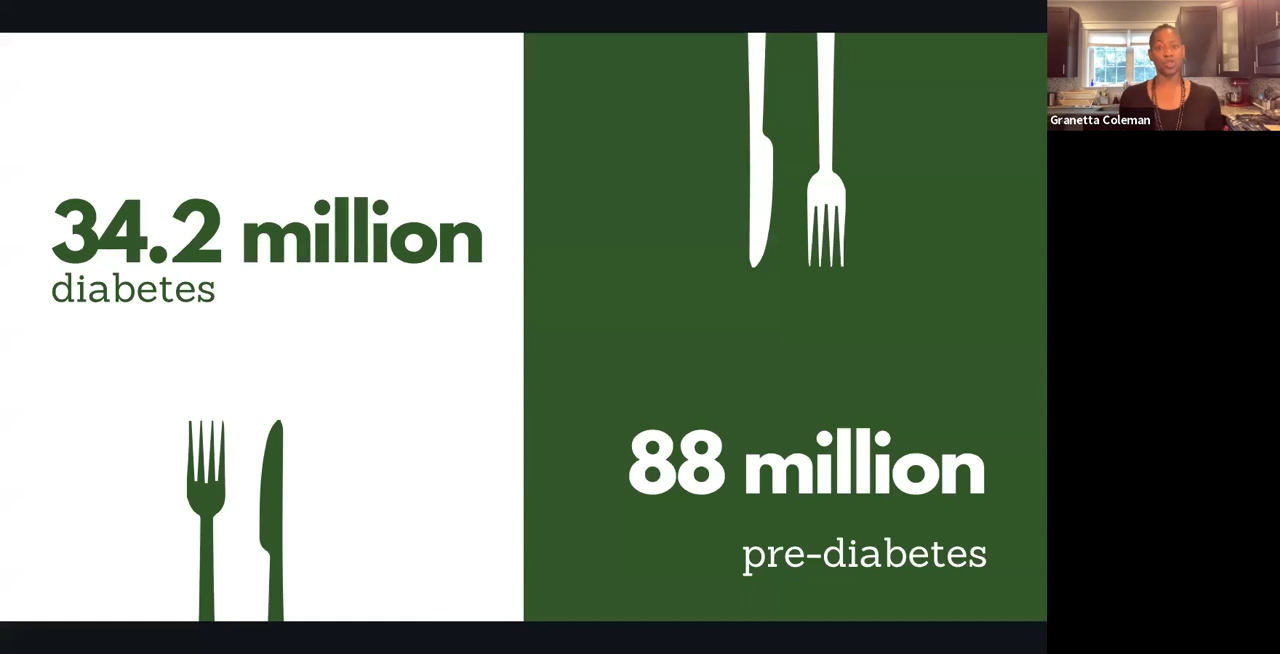 34.2 million
diabetes
88 million
pre-diabetes
Granetta Coleman